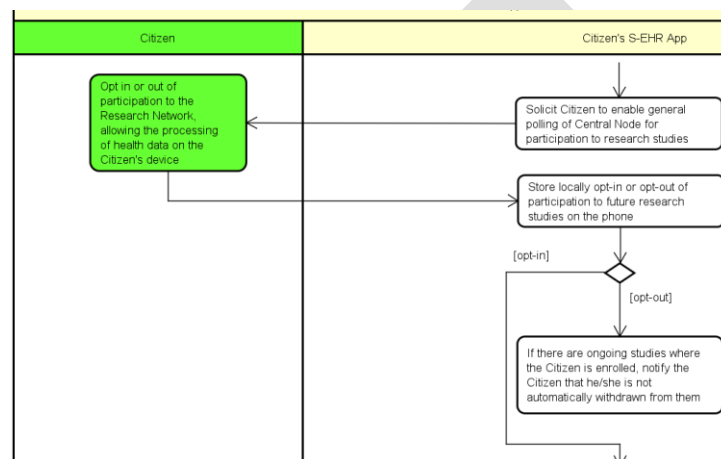 Citizen
Citizen's S-EHR App
Opt in or out of
participation to the
Research Network,
allowing the processing
of health data on the
Citizen's device
Solicit Citizen to enable general
polling of Central Node for
participation to research studies
Store locally opt-in or opt-out of
participation to future research
studies on the phone
[opt-in]
[opt-out]
If there are ongoing studies where
the Citizen is enrolled, notify the
Citizen that he/she is not
automatically withdrawn from them